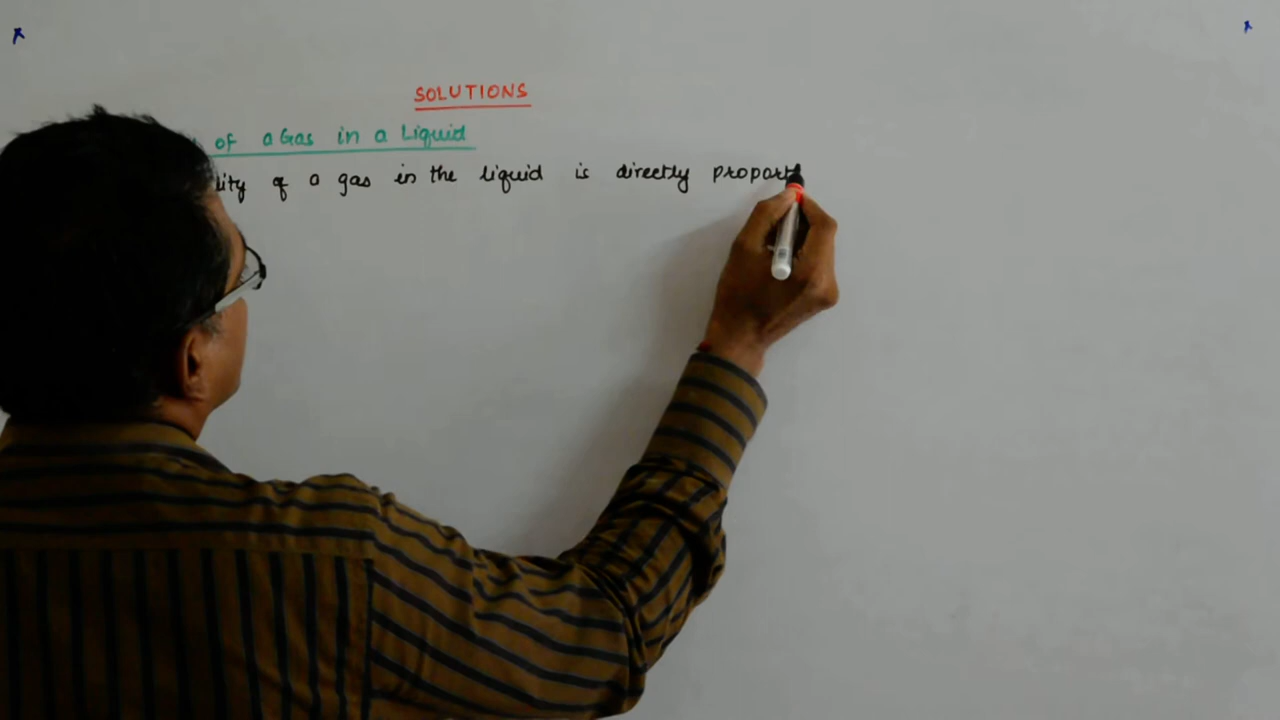 SOLUTIONS
of a Gas in a Liquid
lity of a gas in the liquid is directly proport